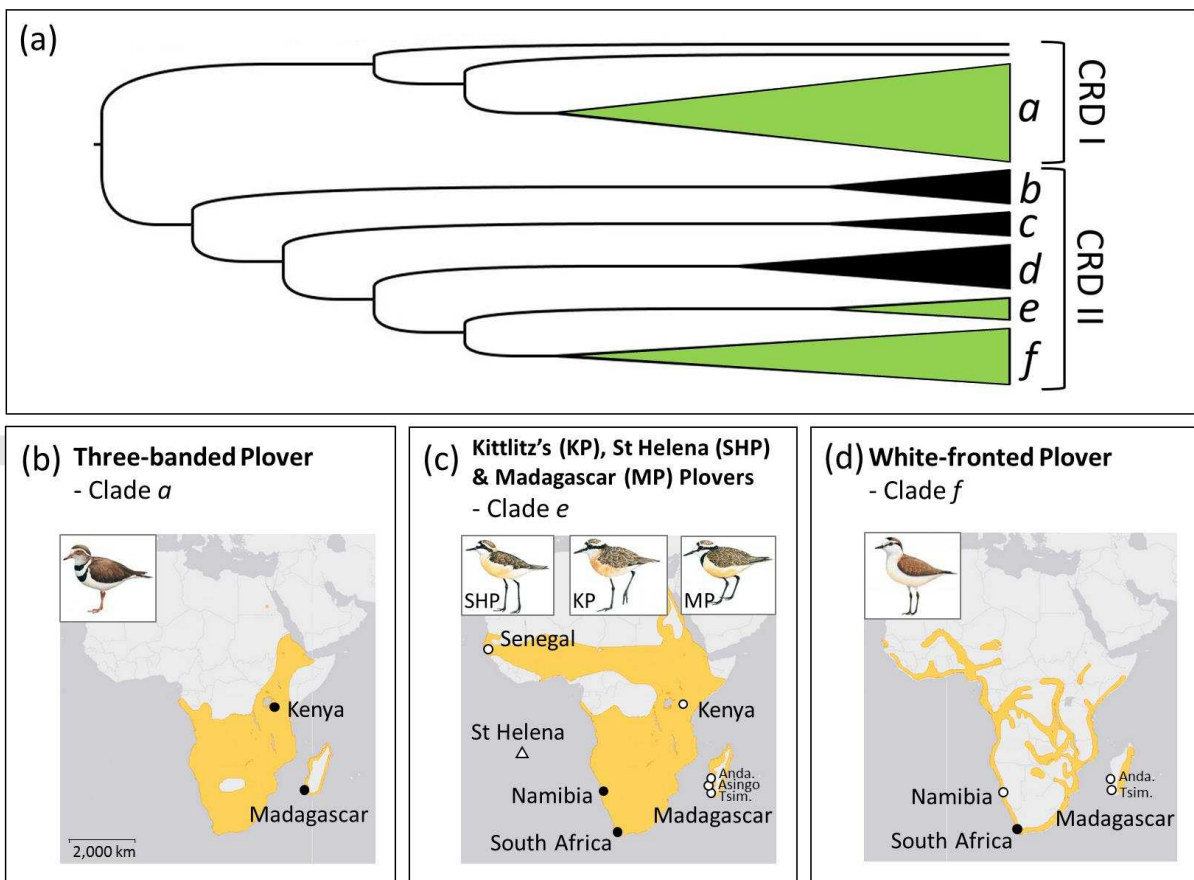 (a)
CRD I
a
b
c
d
e
f
CRD II
(b) Three-banded Plover
- Clade a
Kenya
Madagascar
2,000 km
(c) Kittlitz's (KP), St Helena (SHP)
& Madagascar (MP) Plovers
- Clade e
SHP
KP
MP
Senegal
Kenya
St Helena
Anda.
Asingo
Tsim.
Namibia
Madagascar
South Africa
(d) White-fronted Plover
- Clade f
Anda.
Tsim.
Namibia
Madagascar
South Africa